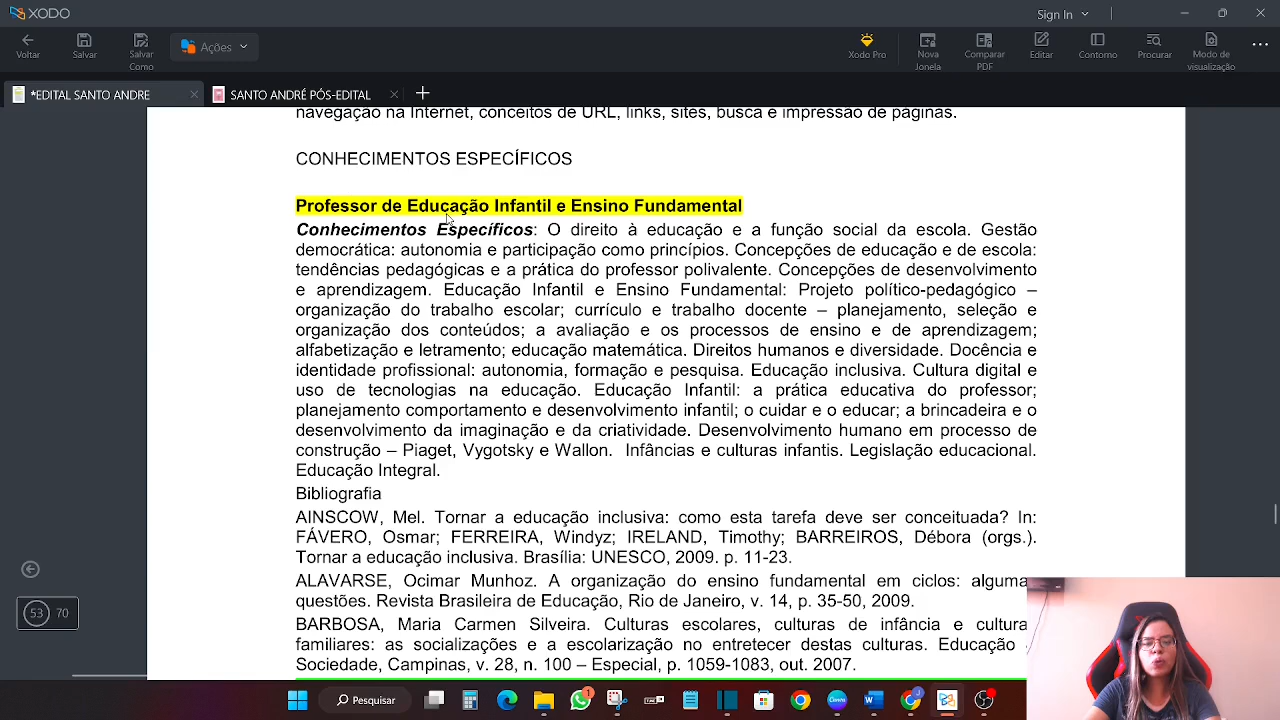 XODO
Sign In
Voltar
Salvar
Salvar Como
Ações
Xodo Pro
Nova Jonela
Comparar PDF
Editar
Contorno
Procurar
Modo de visualização
*EDITAL SANTO ANDRE
SANTO ANDRÉ PÓS-EDITAL
navegação na Internet, conceitos de URL, links, sites, busca e impressão de páginas.
CONHECIMENTOS ESPECÍFICOS
Professor de Educação Infantil e Ensino Fundamental
Conhecimentos Específicos: O direito à educação e a função social da escola. Gestão
democrática: autonomia e participação como princípios. Concepções de educação e de escola:
tendências pedagógicas e a prática do professor polivalente. Concepções de desenvolvimento
e aprendizagem. Educação Infantil e Ensino Fundamental: Projeto político-pedagógico –
organização do trabalho escolar; currículo e trabalho docente – planejamento, seleção e
organização dos conteúdos; a avaliação e os processos de ensino e de aprendizagem;
alfabetização e letramento; educação matemática. Direitos humanos e diversidade. Docência e
identidade profissional: autonomia, formação e pesquisa. Educação inclusiva. Cultura digital e
uso de tecnologias na educação. Educação Infantil: a prática educativa do professor;
planejamento comportamento e desenvolvimento infantil; o cuidar e o educar; a brincadeira e o
desenvolvimento da imaginação e da criatividade. Desenvolvimento humano em processo de
construção – Piaget, Vygotsky e Wallon. Infâncias e culturas infantis. Legislação educacional.
Educação Integral.
Bibliografia
AINSCOW, Mel. Tornar a educação inclusiva: como esta tarefa deve ser conceituada? In:
FÁVERO, Osmar; FERREIRA, Windyz; IRELAND, Timothy; BARREIROS, Débora (orgs.).
Tornar a educação inclusiva. Brasília: UNESCO, 2009. p. 11-23.
ALAVARSE, Ocimar Munhoz. A organização do ensino fundamental em ciclos: alguma
questões. Revista Brasileira de Educação, Rio de Janeiro, v. 14, p. 35-50, 2009.
BARBOSA, Maria Carmen Silveira. Culturas escolares, culturas de infância e cultura
familiares: as socializações e a escolarização no entretecer destas culturas. Educação
Sociedade, Campinas, v. 28, n. 100 – Especial, p. 1059-1083, out. 2007.
53 70
Pesquisar
1